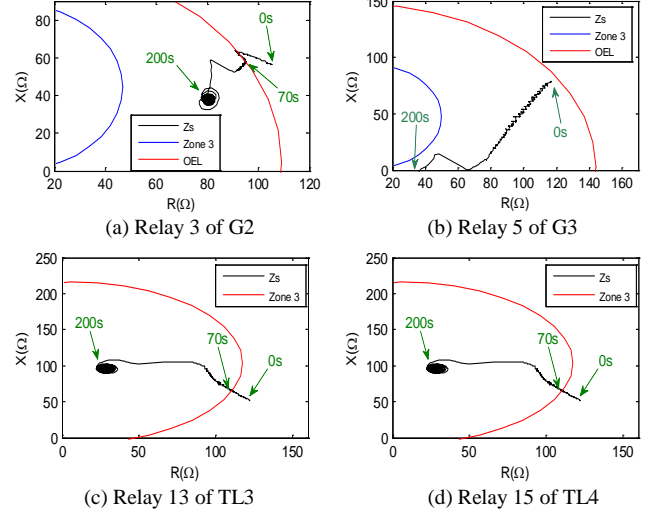 80
60
40
20
0
20 40 60 80 100 120
X(Ω)
R(Ω)
0s
200s
70s
Zs
Zone 3
OEL
(a) Relay 3 of G2
150
100
50
0
20 40 60 80 100 120 140 160
X(Ω)
R(Ω)
Zs
Zone 3
OEL
200s
0s
(b) Relay 5 of G3
250
200
150
100
50
0
0 50 100 150
X(Ω)
R(Ω)
Zs
Zone 3
200s
70s
0s
(c) Relay 13 of TL3
250
200
150
100
50
0
0 50 100 150
X(Ω)
R(Ω)
Zs
Zone 3
200s
70s
0s
(d) Relay 15 of TL4